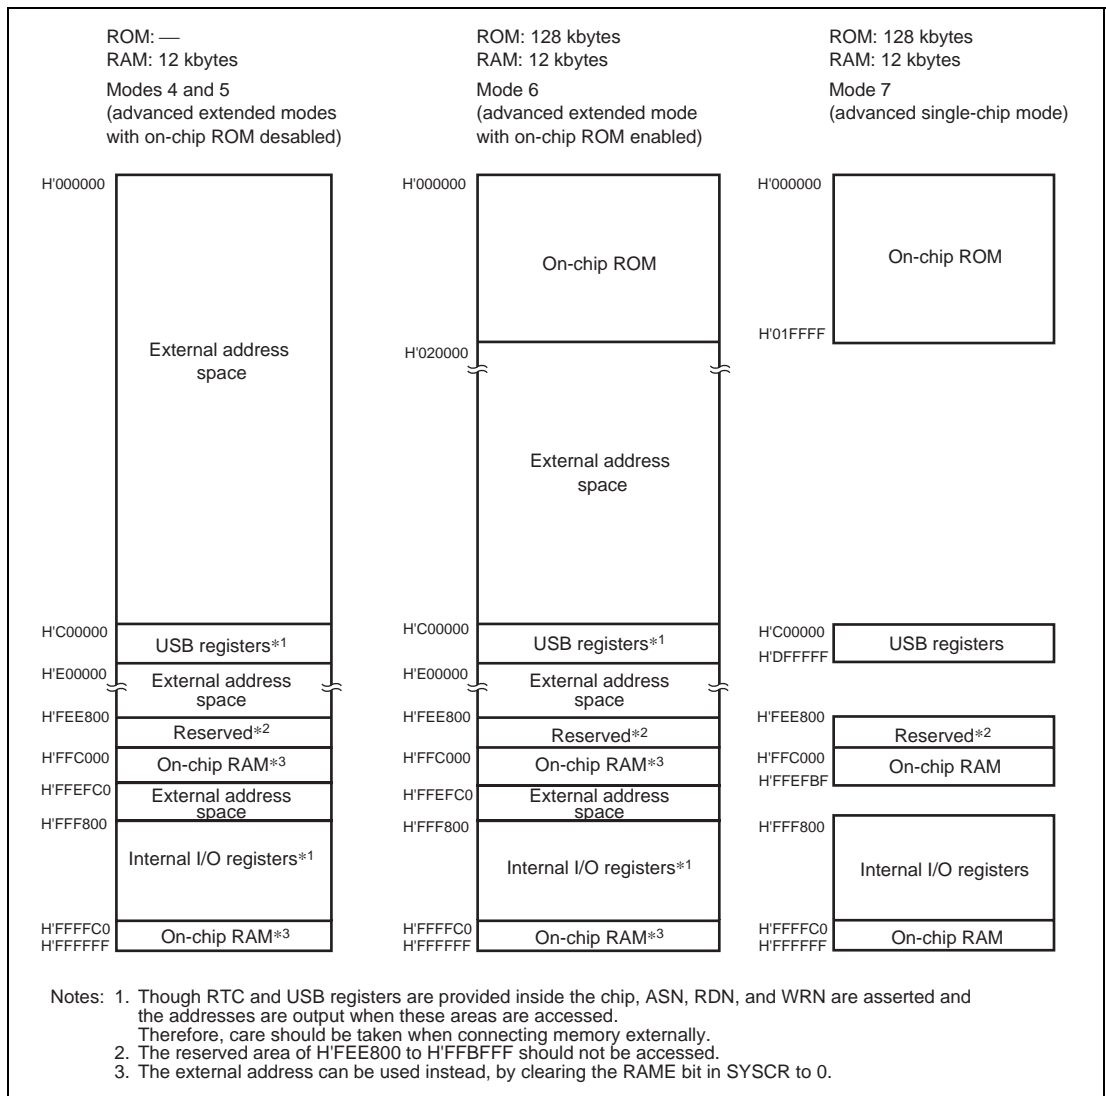 ROM: —
RAM: 12 kbytes
Modes 4 and 5
(advanced extended modes
with on-chip ROM desabled)
H'000000
External address
space
H'C00000
USB registers*1
H'E00000
External address
space
H'FEE800
Reserved*2
H'FFC000
On-chip RAM*3
H'FFEFC0
External address
space
H'FFF800
Internal I/O registers*1
H'FFFFC0
On-chip RAM*3
H'FFFFFF
ROM: 128 kbytes
RAM: 12 kbytes
Mode 6
(advanced extended mode
with on-chip ROM enabled)
H'000000
On-chip ROM
H'020000
External address
space
H'C00000
USB registers*1
H'E00000
External address
space
H'FEE800
Reserved*2
H'FFC000
On-chip RAM*3
H'FFEFC0
External address
space
H'FFF800
Internal I/O registers*1
H'FFFFC0
On-chip RAM*3
H'FFFFFF
ROM: 128 kbytes
RAM: 12 kbytes
Mode 7
(advanced single-chip mode)
H'000000
On-chip ROM
H'01FFFF
H'C00000
USB registers
H'DFFFFF
H'FEE800
Reserved*2
H'FFC000
On-chip RAM
H'FFEFBF
H'FFF800
Internal I/O registers
H'FFFFC0
On-chip RAM
H'FFFFFF
Notes: 1. Though RTC and USB registers are provided inside the chip, ASN, RDN, and WRN are asserted and
the addresses are output when these areas are accessed.
Therefore, care should be taken when connecting memory externally.
2. The reserved area of H'FEE800 to H'FFBFFF should not be accessed.
3. The external address can be used instead, by clearing the RAME bit in SYSCR to 0.